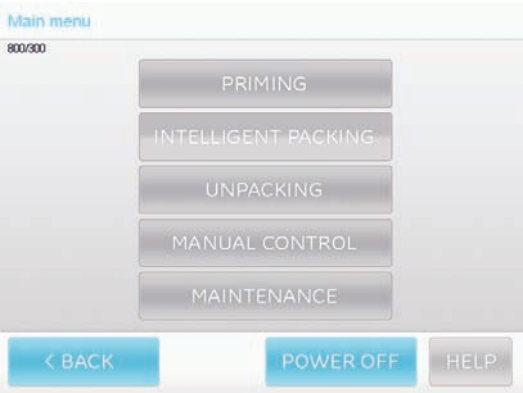 Main menu
800/300
PRIMING
INTELLIGENT PACKING
UNPACKING
MANUAL CONTROL
MAINTENANCE
< BACK POWER OFF HELP